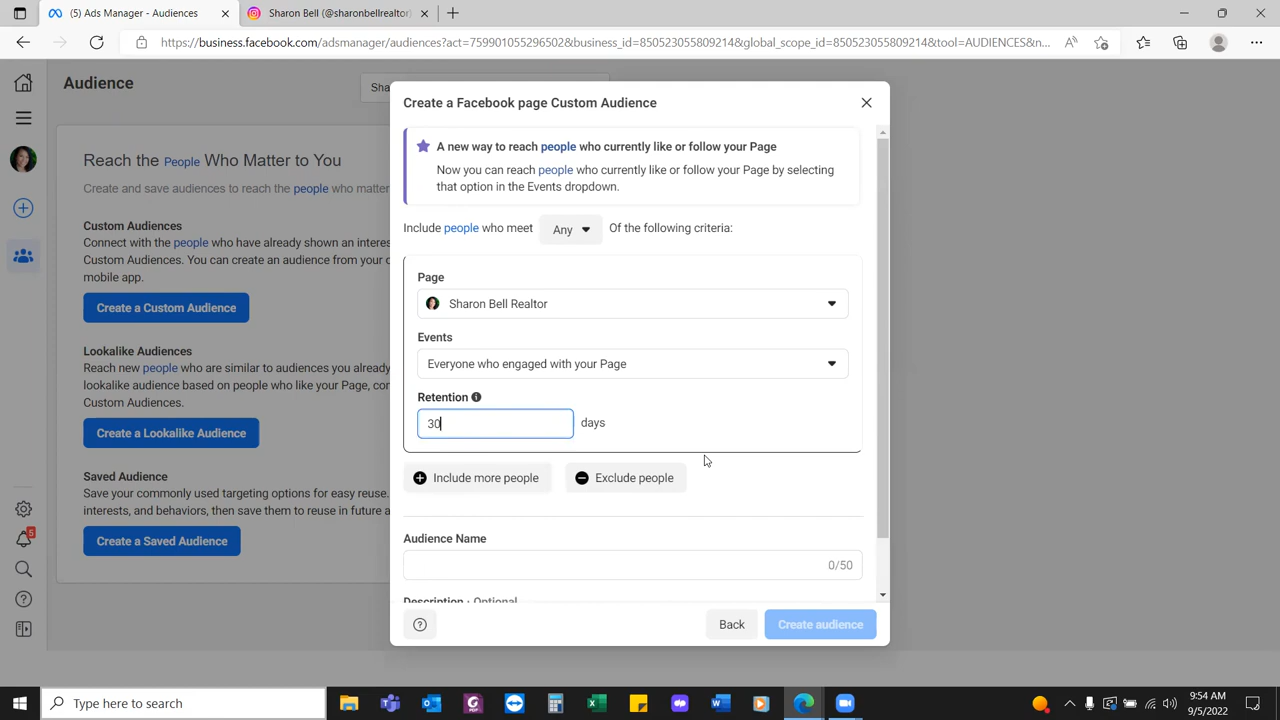 (5) Ads Manager - Audiences
Sharon Bell (@sharonbellrealtor)
https://business.facebook.com/adsmanager/audiences?act=759901055296502&business_id=850523055809214&global_scope_id=850523055809214&tool=AUDIENCES&n...
Audience
Sha
Create a Facebook page Custom Audience
A new way to reach people who currently like or follow your Page
Now you can reach people who currently like or follow your Page by selecting
that option in the Events dropdown.
Include people who meet Any Of the following criteria:
Page
Sharon Bell Realtor
Events
Everyone who engaged with your Page
Retention
30 days
Include more people Exclude people
Audience Name
0/50
Description · Optional
Back Create audience
Reach the People Who Matter to You
Create and save audiences to reach the people who matter
Custom Audiences
Connect with the people who have already shown an interes
Custom Audiences. You can create an audience from your c
mobile app.
Create a Custom Audience
Lookalike Audiences
Reach new people who are similar to audiences you already
lookalike audience based on people who like your Page, con
Custom Audiences.
Create a Lookalike Audience
Saved Audience
Save your commonly used targeting options for easy reuse.
interests, and behaviors, then save them to reuse in future a
Create a Saved Audience
5
Type here to search
9:54 AM
9/5/2022